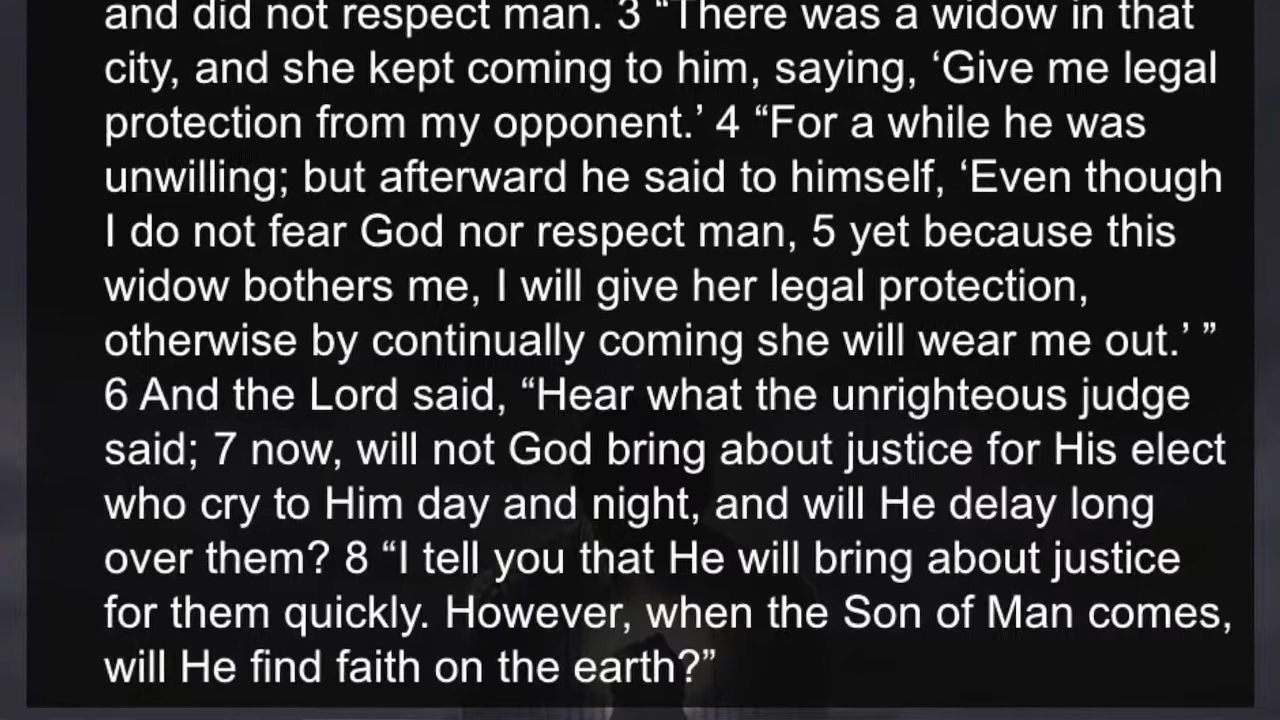 and did not respect man. 3 “There was a widow in that
city, and she kept coming to him, saying, ‘Give me legal
protection from my opponent.’ 4 “For a while he was
unwilling; but afterward he said to himself, ‘Even though
I do not fear God nor respect man, 5 yet because this
widow bothers me, I will give her legal protection,
otherwise by continually coming she will wear me out.’ ”
6 And the Lord said, “Hear what the unrighteous judge
said; 7 now, will not God bring about justice for His elect
who cry to Him day and night, and will He delay long
over them? 8 “I tell you that He will bring about justice
for them quickly. However, when the Son of Man comes,
will He find faith on the earth?”